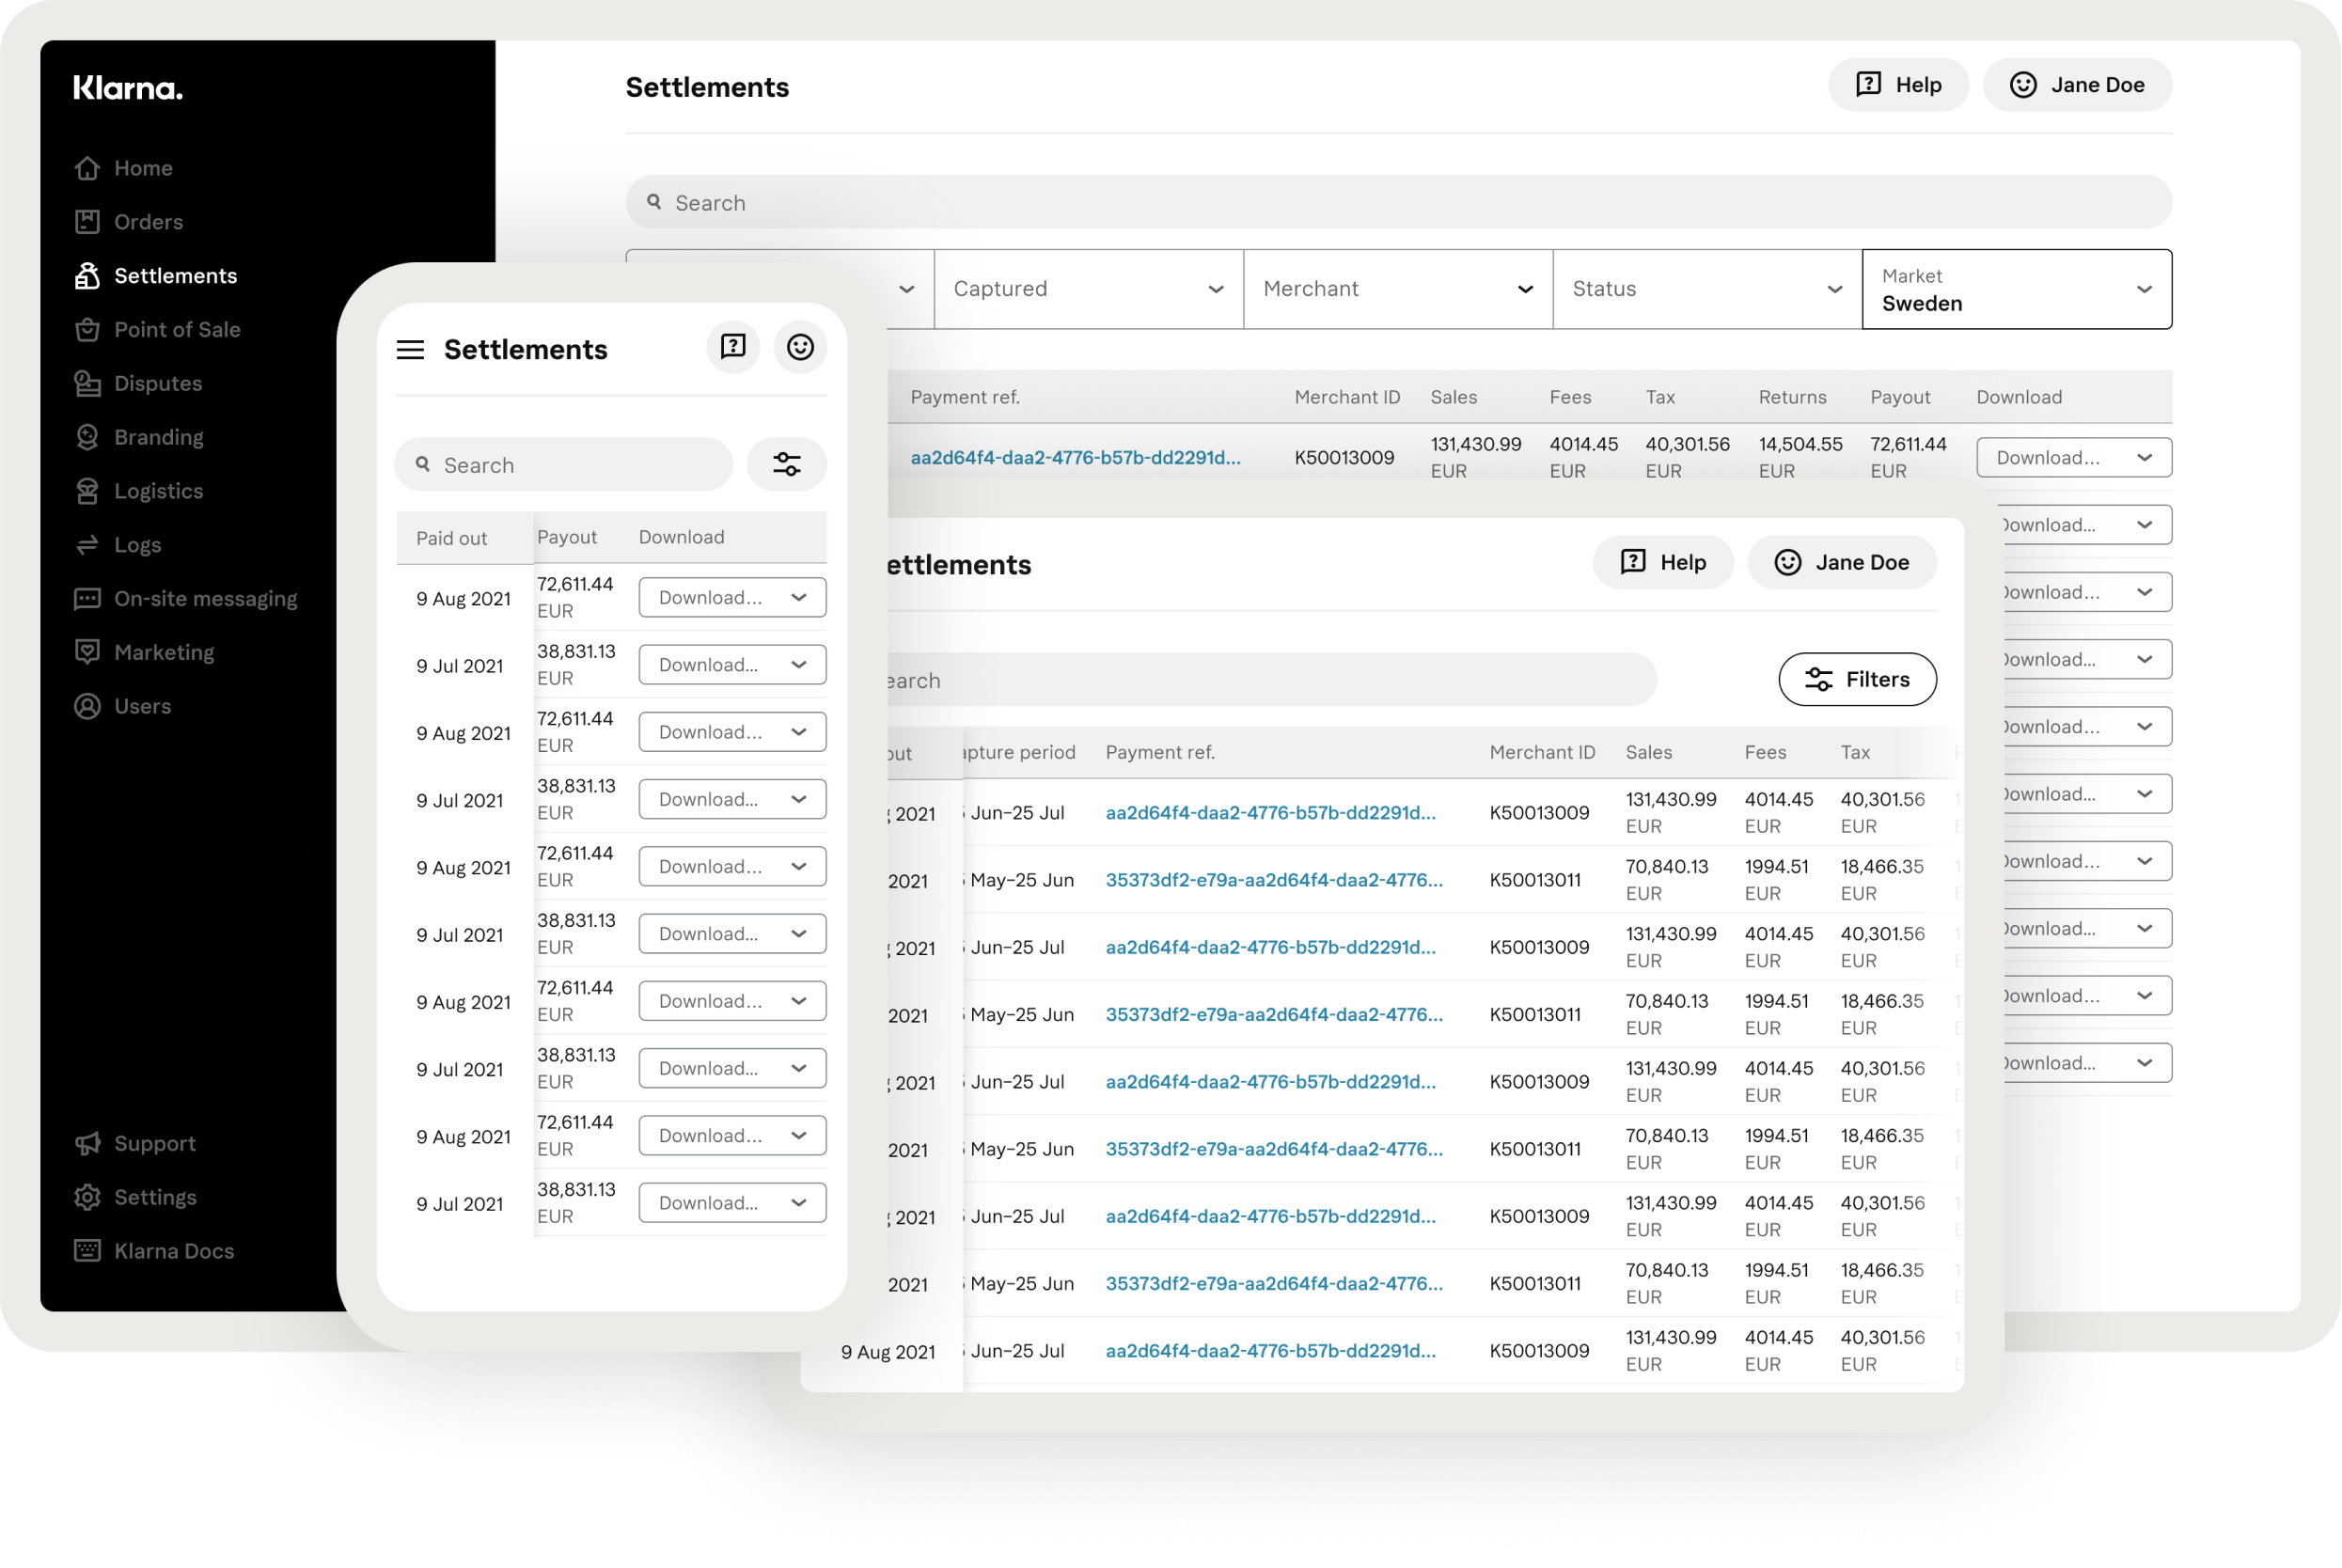 Klarna.
Home
Orders
Settlements
Point of Sale
Disputes
Branding
Logistics
Logs
On-site messaging
Marketing
Users
Support
Settings
Klarna Docs
Settlements
Help
Jane Doe
Search
Captured
Merchant
Status
Market
Sweden
Payment ref. Merchant ID Sales Fees Tax Returns Payout Download
aa2d64f4-daa2-4776-b57b-dd2291d... K50013009 131,430.99 4014.45 40,301.56 14,504.55 72,611.44 Download...
EUR EUR EUR EUR EUR
Download...
Download...
Download...
Download...
Download...
Download...
Download...
Download...
Download...
Settlements
Search
Paid out Payout Download
9 Aug 2021 72,611.44 EUR Download...
9 Jul 2021 38,831.13 EUR Download...
9 Aug 2021 72,611.44 EUR Download...
9 Jul 2021 38,831.13 EUR Download...
9 Aug 2021 72,611.44 EUR Download...
9 Jul 2021 38,831.13 EUR Download...
9 Aug 2021 72,611.44 EUR Download...
9 Jul 2021 38,831.13 EUR Download...
9 Aug 2021 72,611.44 EUR Download...
9 Jul 2021 38,831.13 EUR Download...
ettlements
Help
Jane Doe
earch
Filters
out apture period Payment ref. Merchant ID Sales Fees Tax
2021 Jun–25 Jul aa2d64f4-daa2-4776-b57b-dd2291d... K50013009 131,430.99 EUR 4014.45 EUR 40,301.56 EUR
2021 May–25 Jun 35373df2-e79a-aa2d64f4-daa2-4776... K50013011 70,840.13 EUR 1994.51 EUR 18,466.35 EUR
2021 Jun–25 Jul aa2d64f4-daa2-4776-b57b-dd2291d... K50013009 131,430.99 EUR 4014.45 EUR 40,301.56 EUR
2021 May–25 Jun 35373df2-e79a-aa2d64f4-daa2-4776... K50013011 70,840.13 EUR 1994.51 EUR 18,466.35 EUR
2021 Jun–25 Jul aa2d64f4-daa2-4776-b57b-dd2291d... K50013009 131,430.99 EUR 4014.45 EUR 40,301.56 EUR
2021 May–25 Jun 35373df2-e79a-aa2d64f4-daa2-4776... K50013011 70,840.13 EUR 1994.51 EUR 18,466.35 EUR
2021 Jun–25 Jul aa2d64f4-daa2-4776-b57b-dd2291d... K50013009 131,430.99 EUR 4014.45 EUR 40,301.56 EUR
2021 May–25 Jun 35373df2-e79a-aa2d64f4-daa2-4776... K50013011 70,840.13 EUR 1994.51 EUR 18,466.35 EUR
9 Aug 2021 Jun–25 Jul aa2d64f4-daa2-4776-b57b-dd2291d... K50013009 131,430.99 EUR 4014.45 EUR 40,301.56 EUR